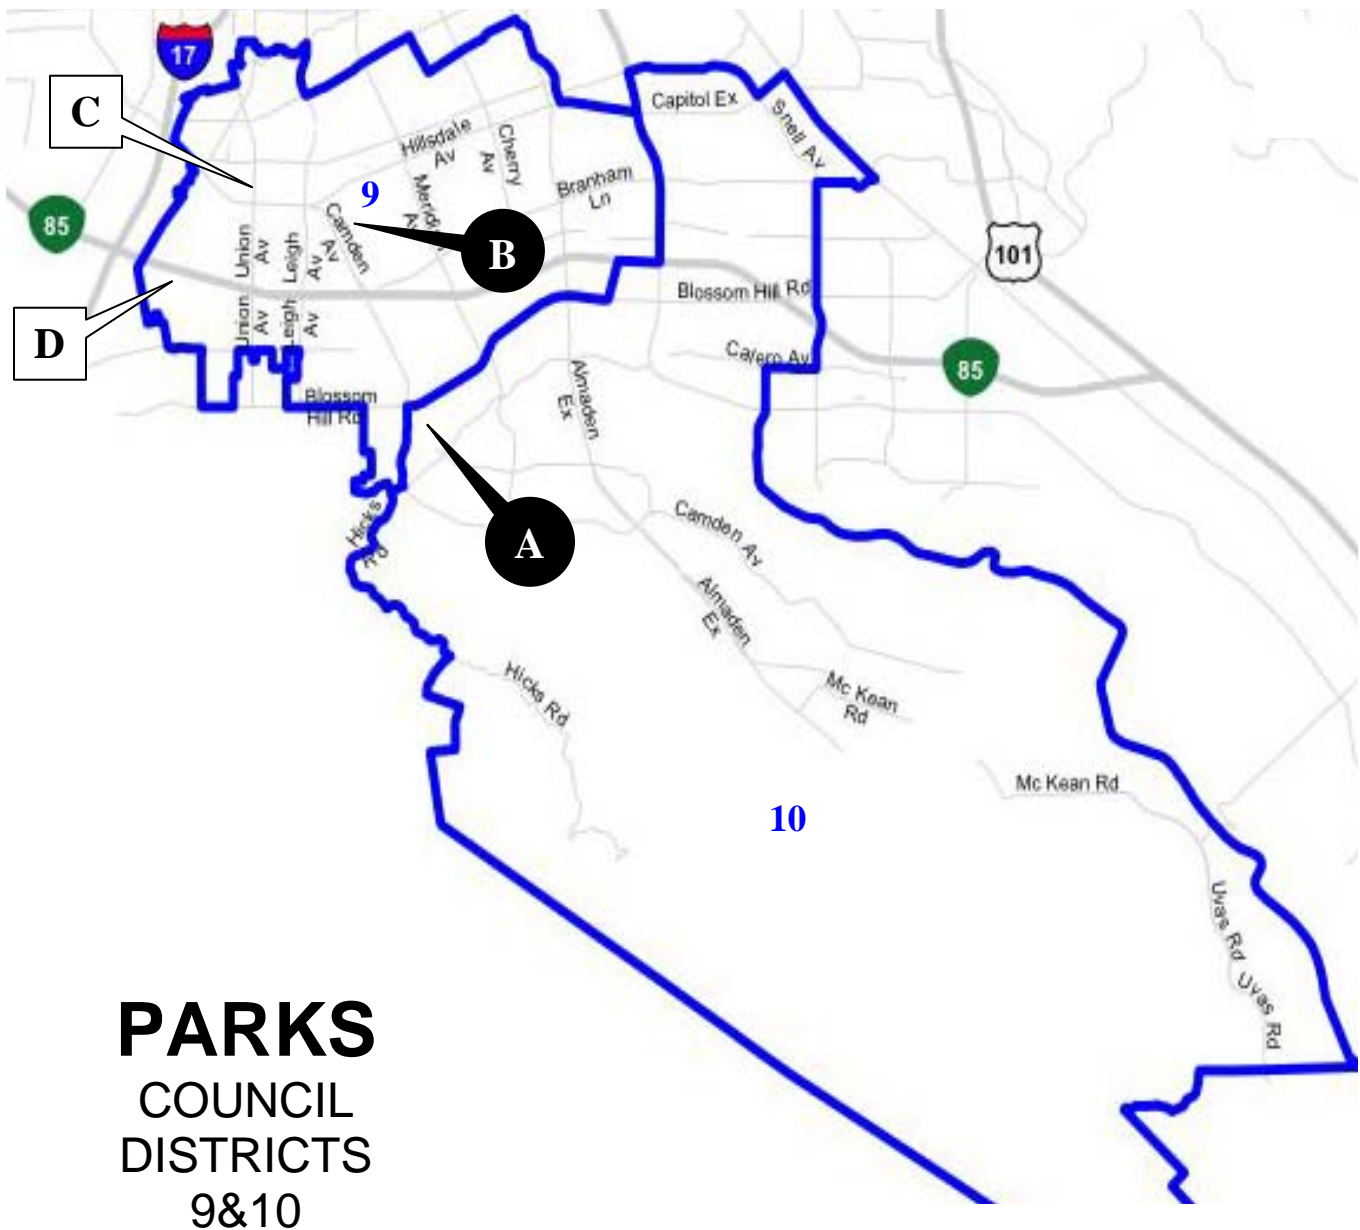 17
C
Capitol Ex
Snell Av
Hillsdale
Av
Cherry
Av
Branham
Ln
9
Meridian
Av
85
Camden
Av
B
101
Union
Av
Leigh
Av
D
Union
Av
Leigh
Av
Blossom Hill Rd
Calero Av
85
Almaden
Ex
Blossom
Hill Rd
Hicks
Rd
A
Camden Av
Almaden
Ex
Hicks Rd
Mc Kean
Rd
Mc Kean Rd
10
Uvas Rd
Uvas Rd
PARKS
COUNCIL
DISTRICTS
9&10